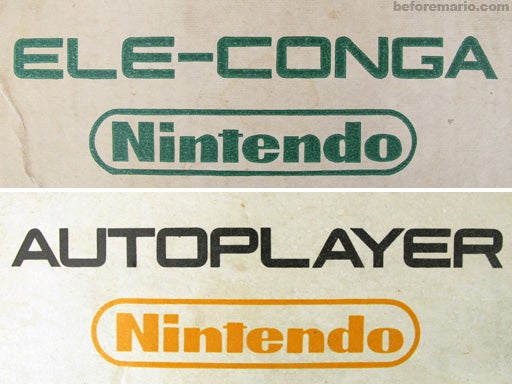 beforemario.com
ELE-CONGA
Nintendo
AUTOPLAYER
Nintendo